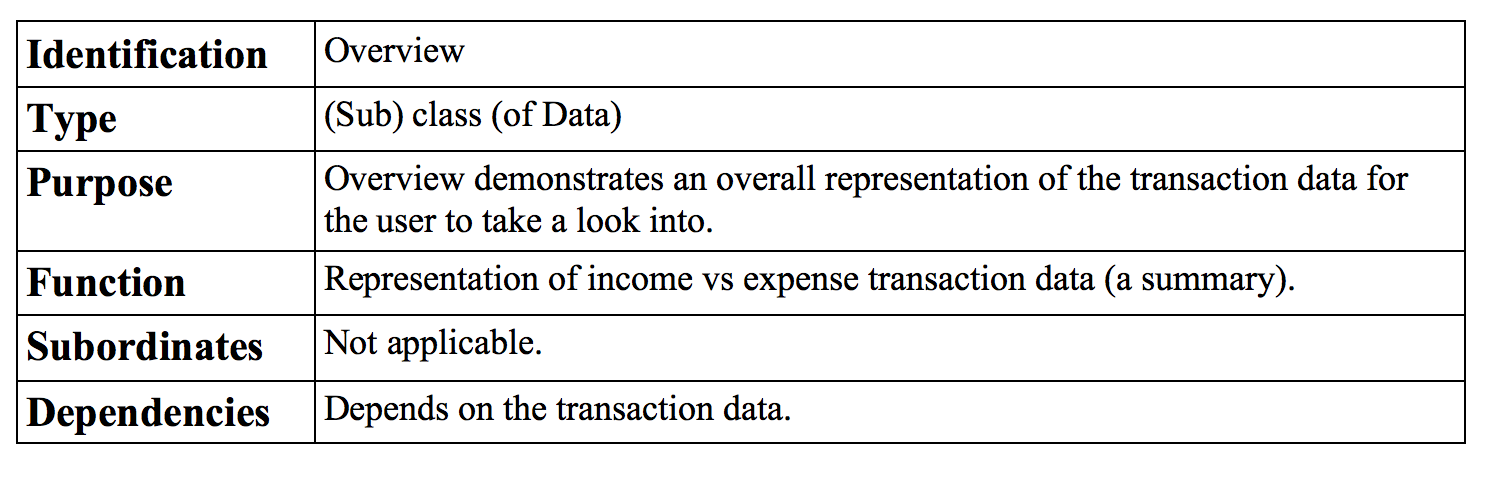 Identification Overview
Type (Sub) class (of Data)
Purpose Overview demonstrates an overall representation of the transaction data for
the user to take a look into.
Function Representation of income vs expense transaction data (a summary).
Subordinates Not applicable.
Dependencies Depends on the transaction data.